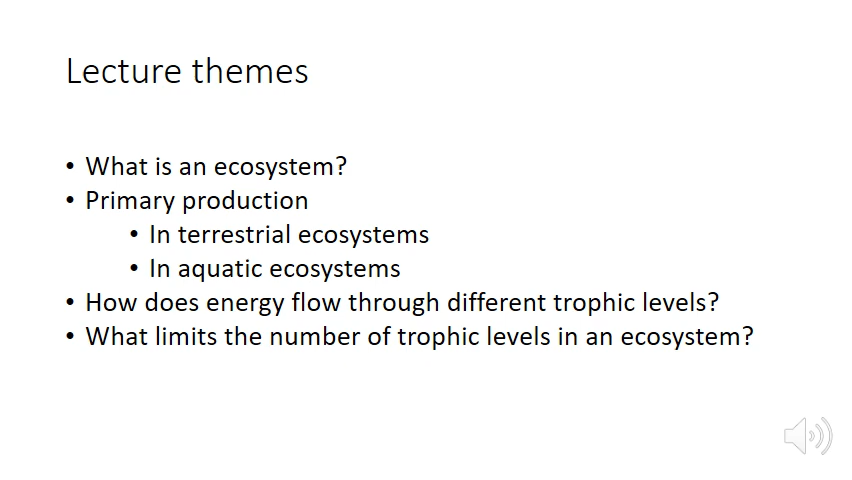 Lecture themes
• What is an ecosystem?
• Primary production
• In terrestrial ecosystems
• In aquatic ecosystems
• How does energy flow through different trophic levels?
• What limits the number of trophic levels in an ecosystem?